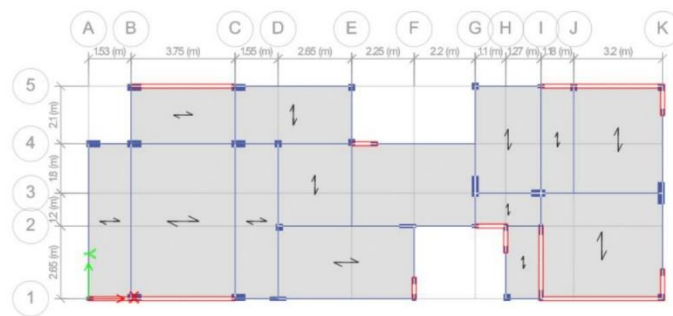 A B C D E F G H I J K
1.53 (m) 3.75 (m) 1.55 (m) 2.65 (m) 2.25 (m) 2.2 (m) 1.1 (m) 1.27 (m) 1.18 (m) 3.2 (m)
5
2.1 (m)
4
1.8 (m)
3
1.2 (m)
2
2.65 (m)
Y
X
1